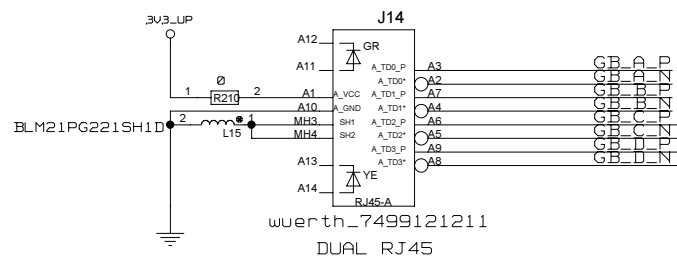 J14
3V3_UP
A12
GR
A11
A_TD0_P A3 GB_A_P
A_TD0* A2 GB_A_N
1 Ø R210 2 A1 A_VCC A_TD1_P A7 GB_B_P
A10 A_GND A_TD1* A4 GB_B_N
BLM21PG221SH1D 2 L15 1 MH3 SH1 A_TD2_P A6 GB_C_P
MH4 SH2 A_TD2* A5 GB_C_N
A_TD3_P A9 GB_D_P
A13 A_TD3* A8 GB_D_N
YE
A14
RJ45-A
wuerth_7499121211
DUAL RJ45